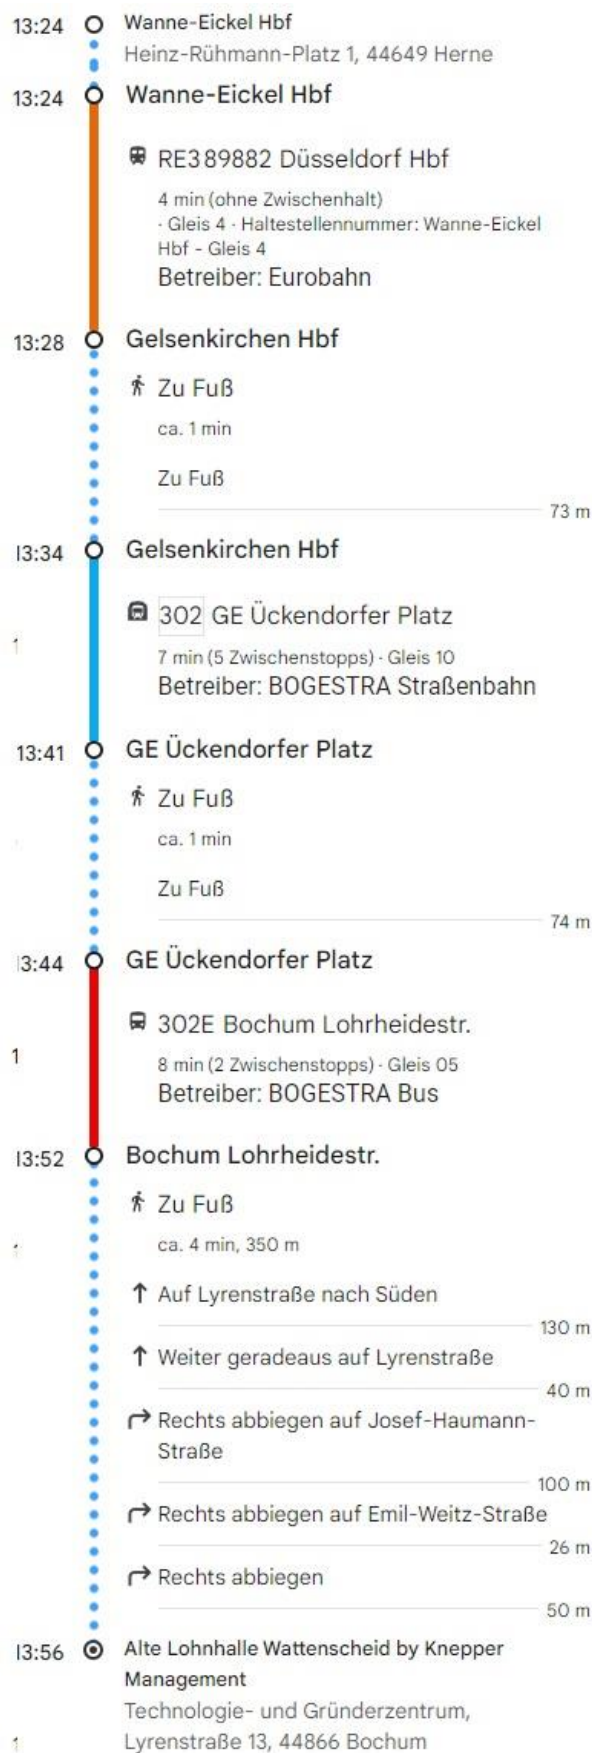 13:24 Wanne-Eickel Hbf
Heinz-Rühmann-Platz 1, 44649 Herne
13:24 Wanne-Eickel Hbf
RE3 89882 Düsseldorf Hbf
4 min (ohne Zwischenhalt)
· Gleis 4 · Haltestellennummer: Wanne-Eickel
Hbf - Gleis 4
Betreiber: Eurobahn
13:28 Gelsenkirchen Hbf
Zu Fuß
ca. 1 min
Zu Fuß
73 m
13:34 Gelsenkirchen Hbf
302 GE Ückendorfer Platz
7 min (5 Zwischenstopps) · Gleis 10
Betreiber: BOGESTRA Straßenbahn
13:41 GE Ückendorfer Platz
Zu Fuß
ca. 1 min
Zu Fuß
74 m
13:44 GE Ückendorfer Platz
302E Bochum Lohrheidestr.
8 min (2 Zwischenstopps) · Gleis 05
Betreiber: BOGESTRA Bus
13:52 Bochum Lohrheidestr.
Zu Fuß
ca. 4 min, 350 m
Auf Lyrenstraße nach Süden
130 m
Weiter geradeaus auf Lyrenstraße
40 m
Rechts abbiegen auf Josef-Haumann-
Straße
100 m
Rechts abbiegen auf Emil-Weitz-Straße
26 m
Rechts abbiegen
50 m
13:56 Alte Lohnhalle Wattenscheid by Knepper
Management
Technologie- und Gründerzentrum,
Lyrenstraße 13, 44866 Bochum